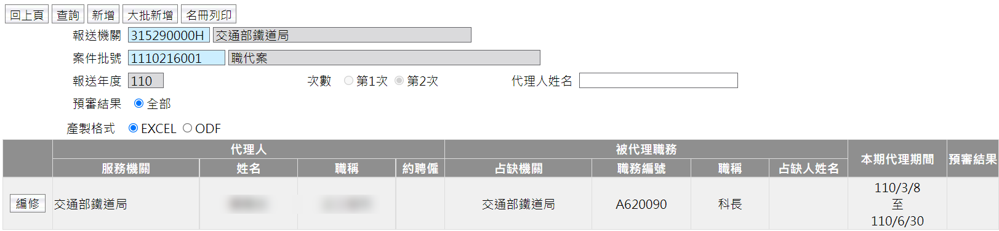 回上頁 查詢 新增 大批新增 名冊列印
報送機關 315290000H 交通部鐵道局
案件批號 1110216001 職代案
報送年度 110 次數 第1次 第2次 代理人姓名
預審結果 全部
產製格式 EXCEL ODF
代理人 被代理職務 本期代理期間 預審結果
服務機關 姓名 職稱 約聘僱 占缺機關 職務編號 職稱 占缺人姓名
編修 交通部鐵道局 交通部鐵道局 A620090 科長 110/3/8
至
110/6/30